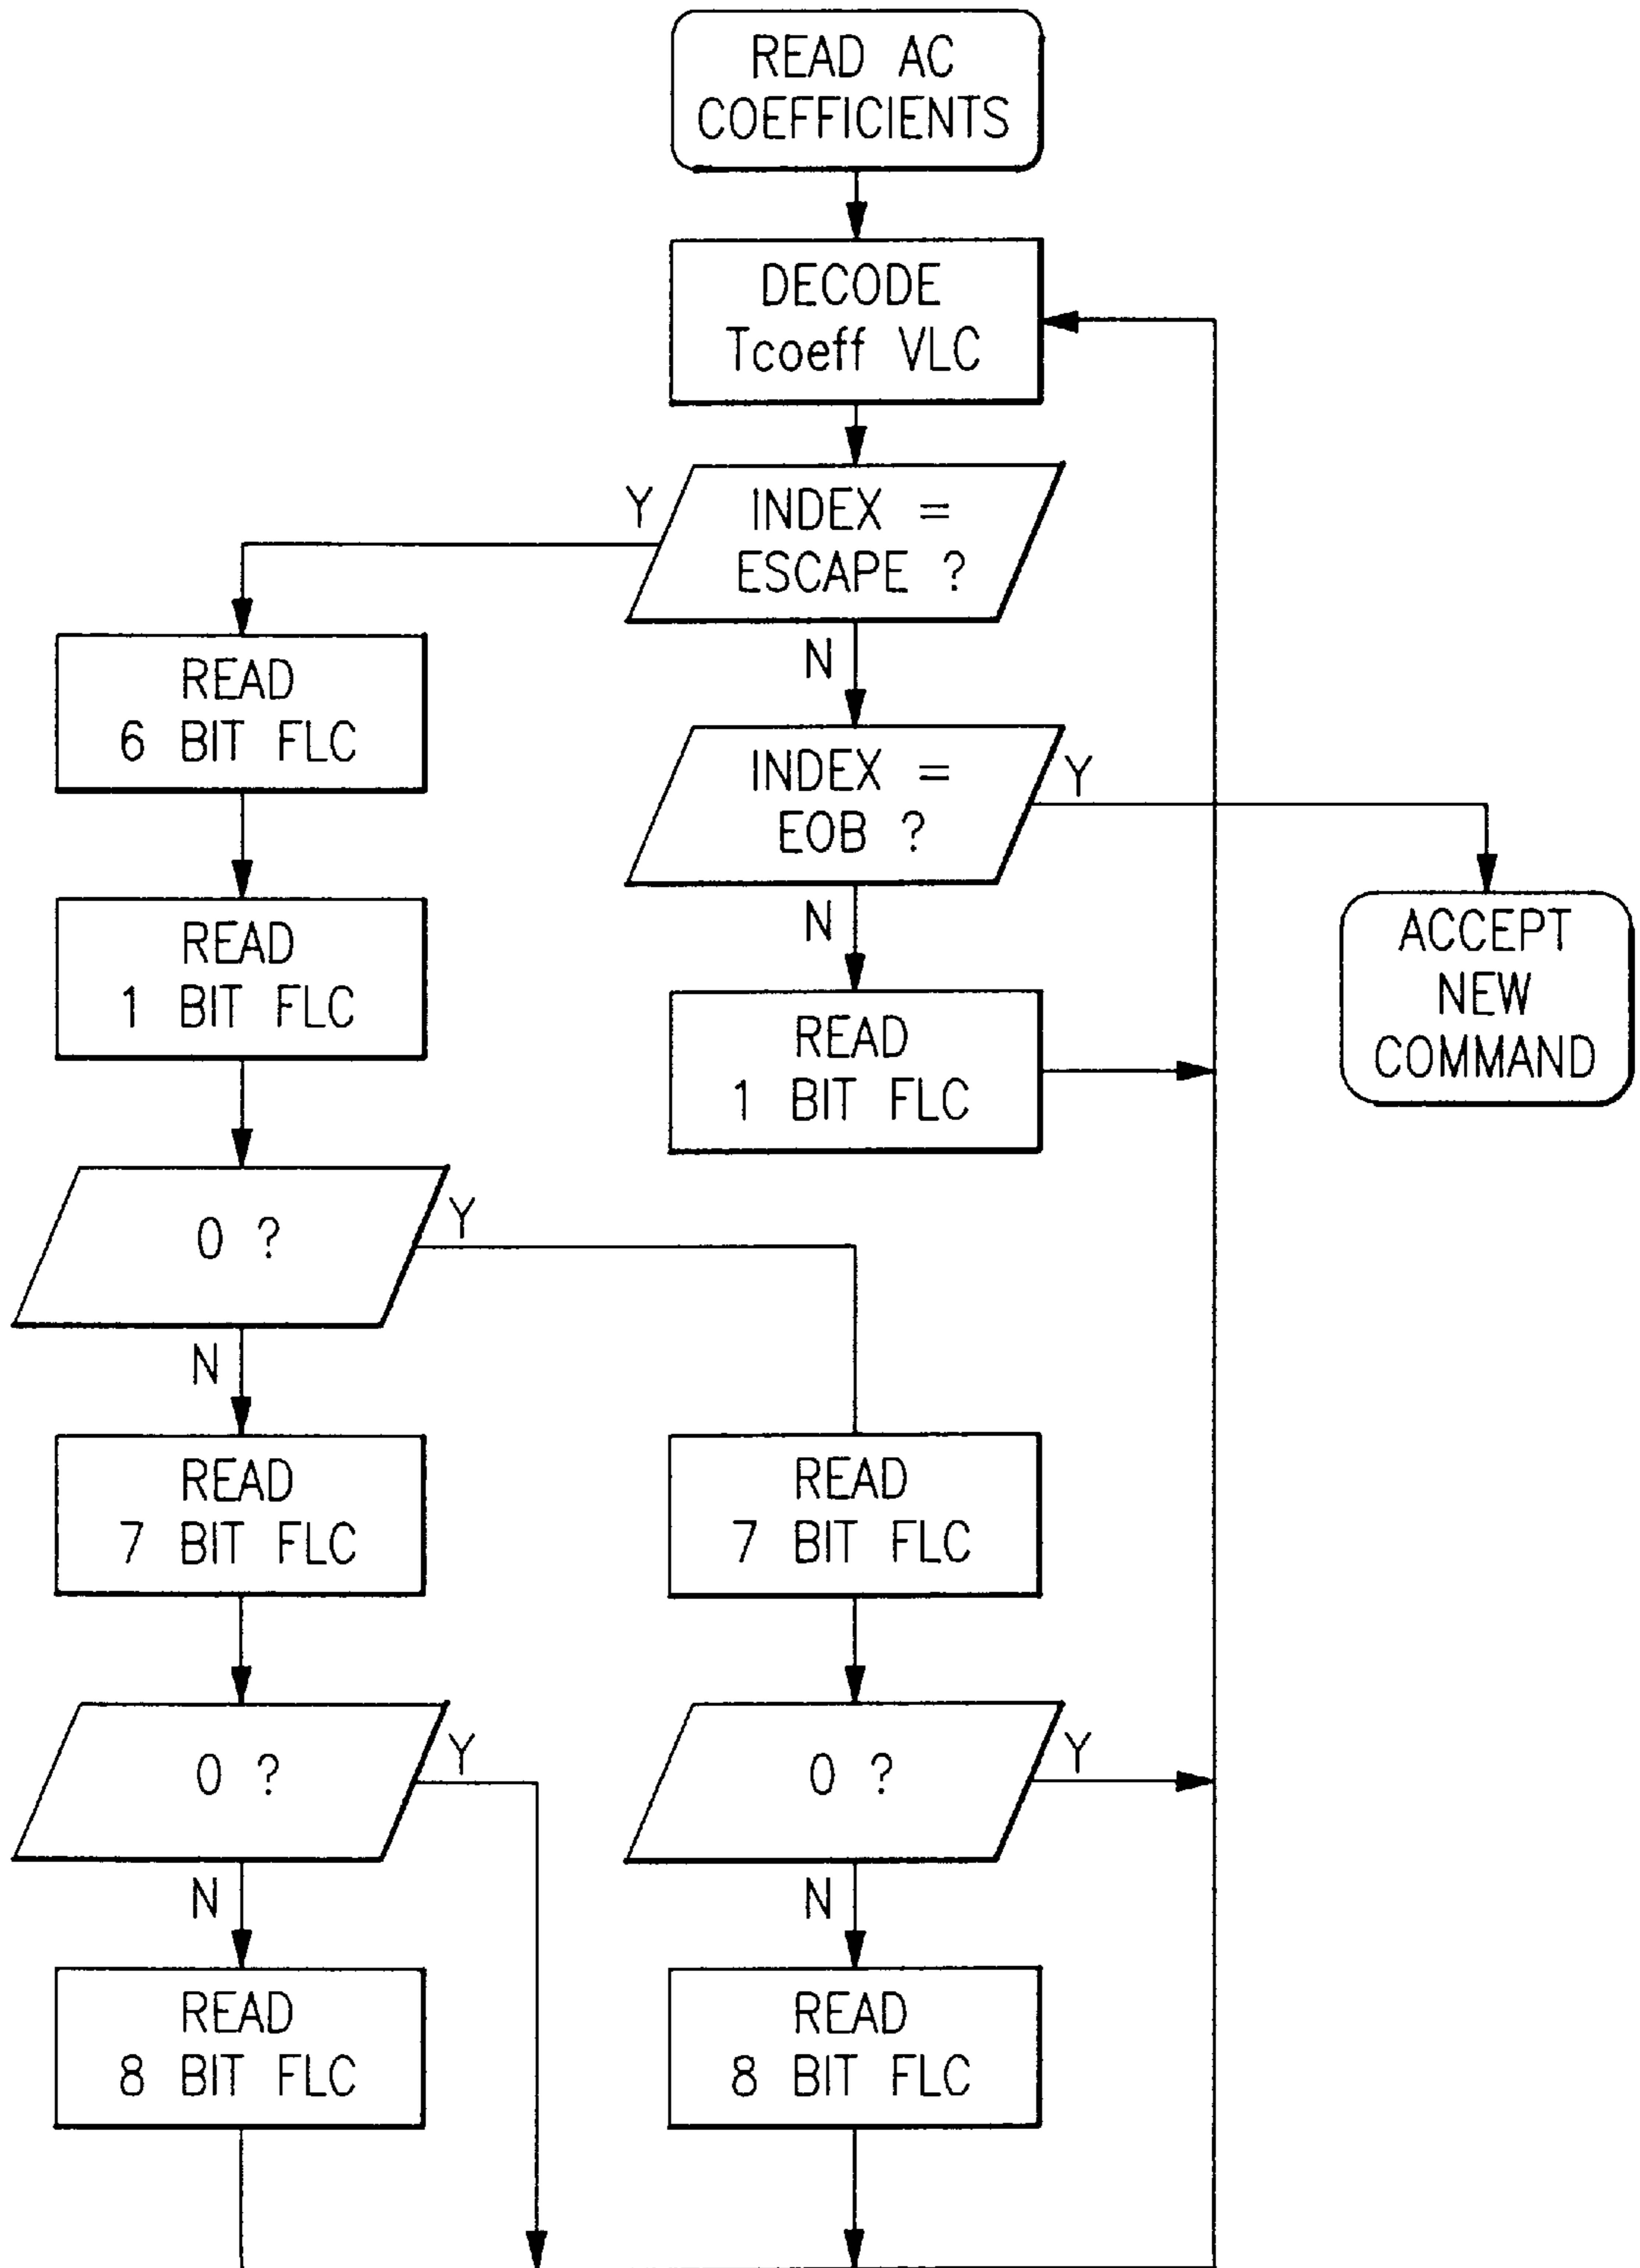 READ AC
COEFFICIENTS
DECODE
Tcoeff VLC
Y
INDEX =
ESCAPE ?
N
READ
6 BIT FLC
INDEX =
EOB ?
Y
N
READ
1 BIT FLC
READ
1 BIT FLC
ACCEPT
NEW
COMMAND
0 ?
Y
N
READ
7 BIT FLC
READ
7 BIT FLC
0 ?
Y
0 ?
Y
N
N
READ
8 BIT FLC
READ
8 BIT FLC